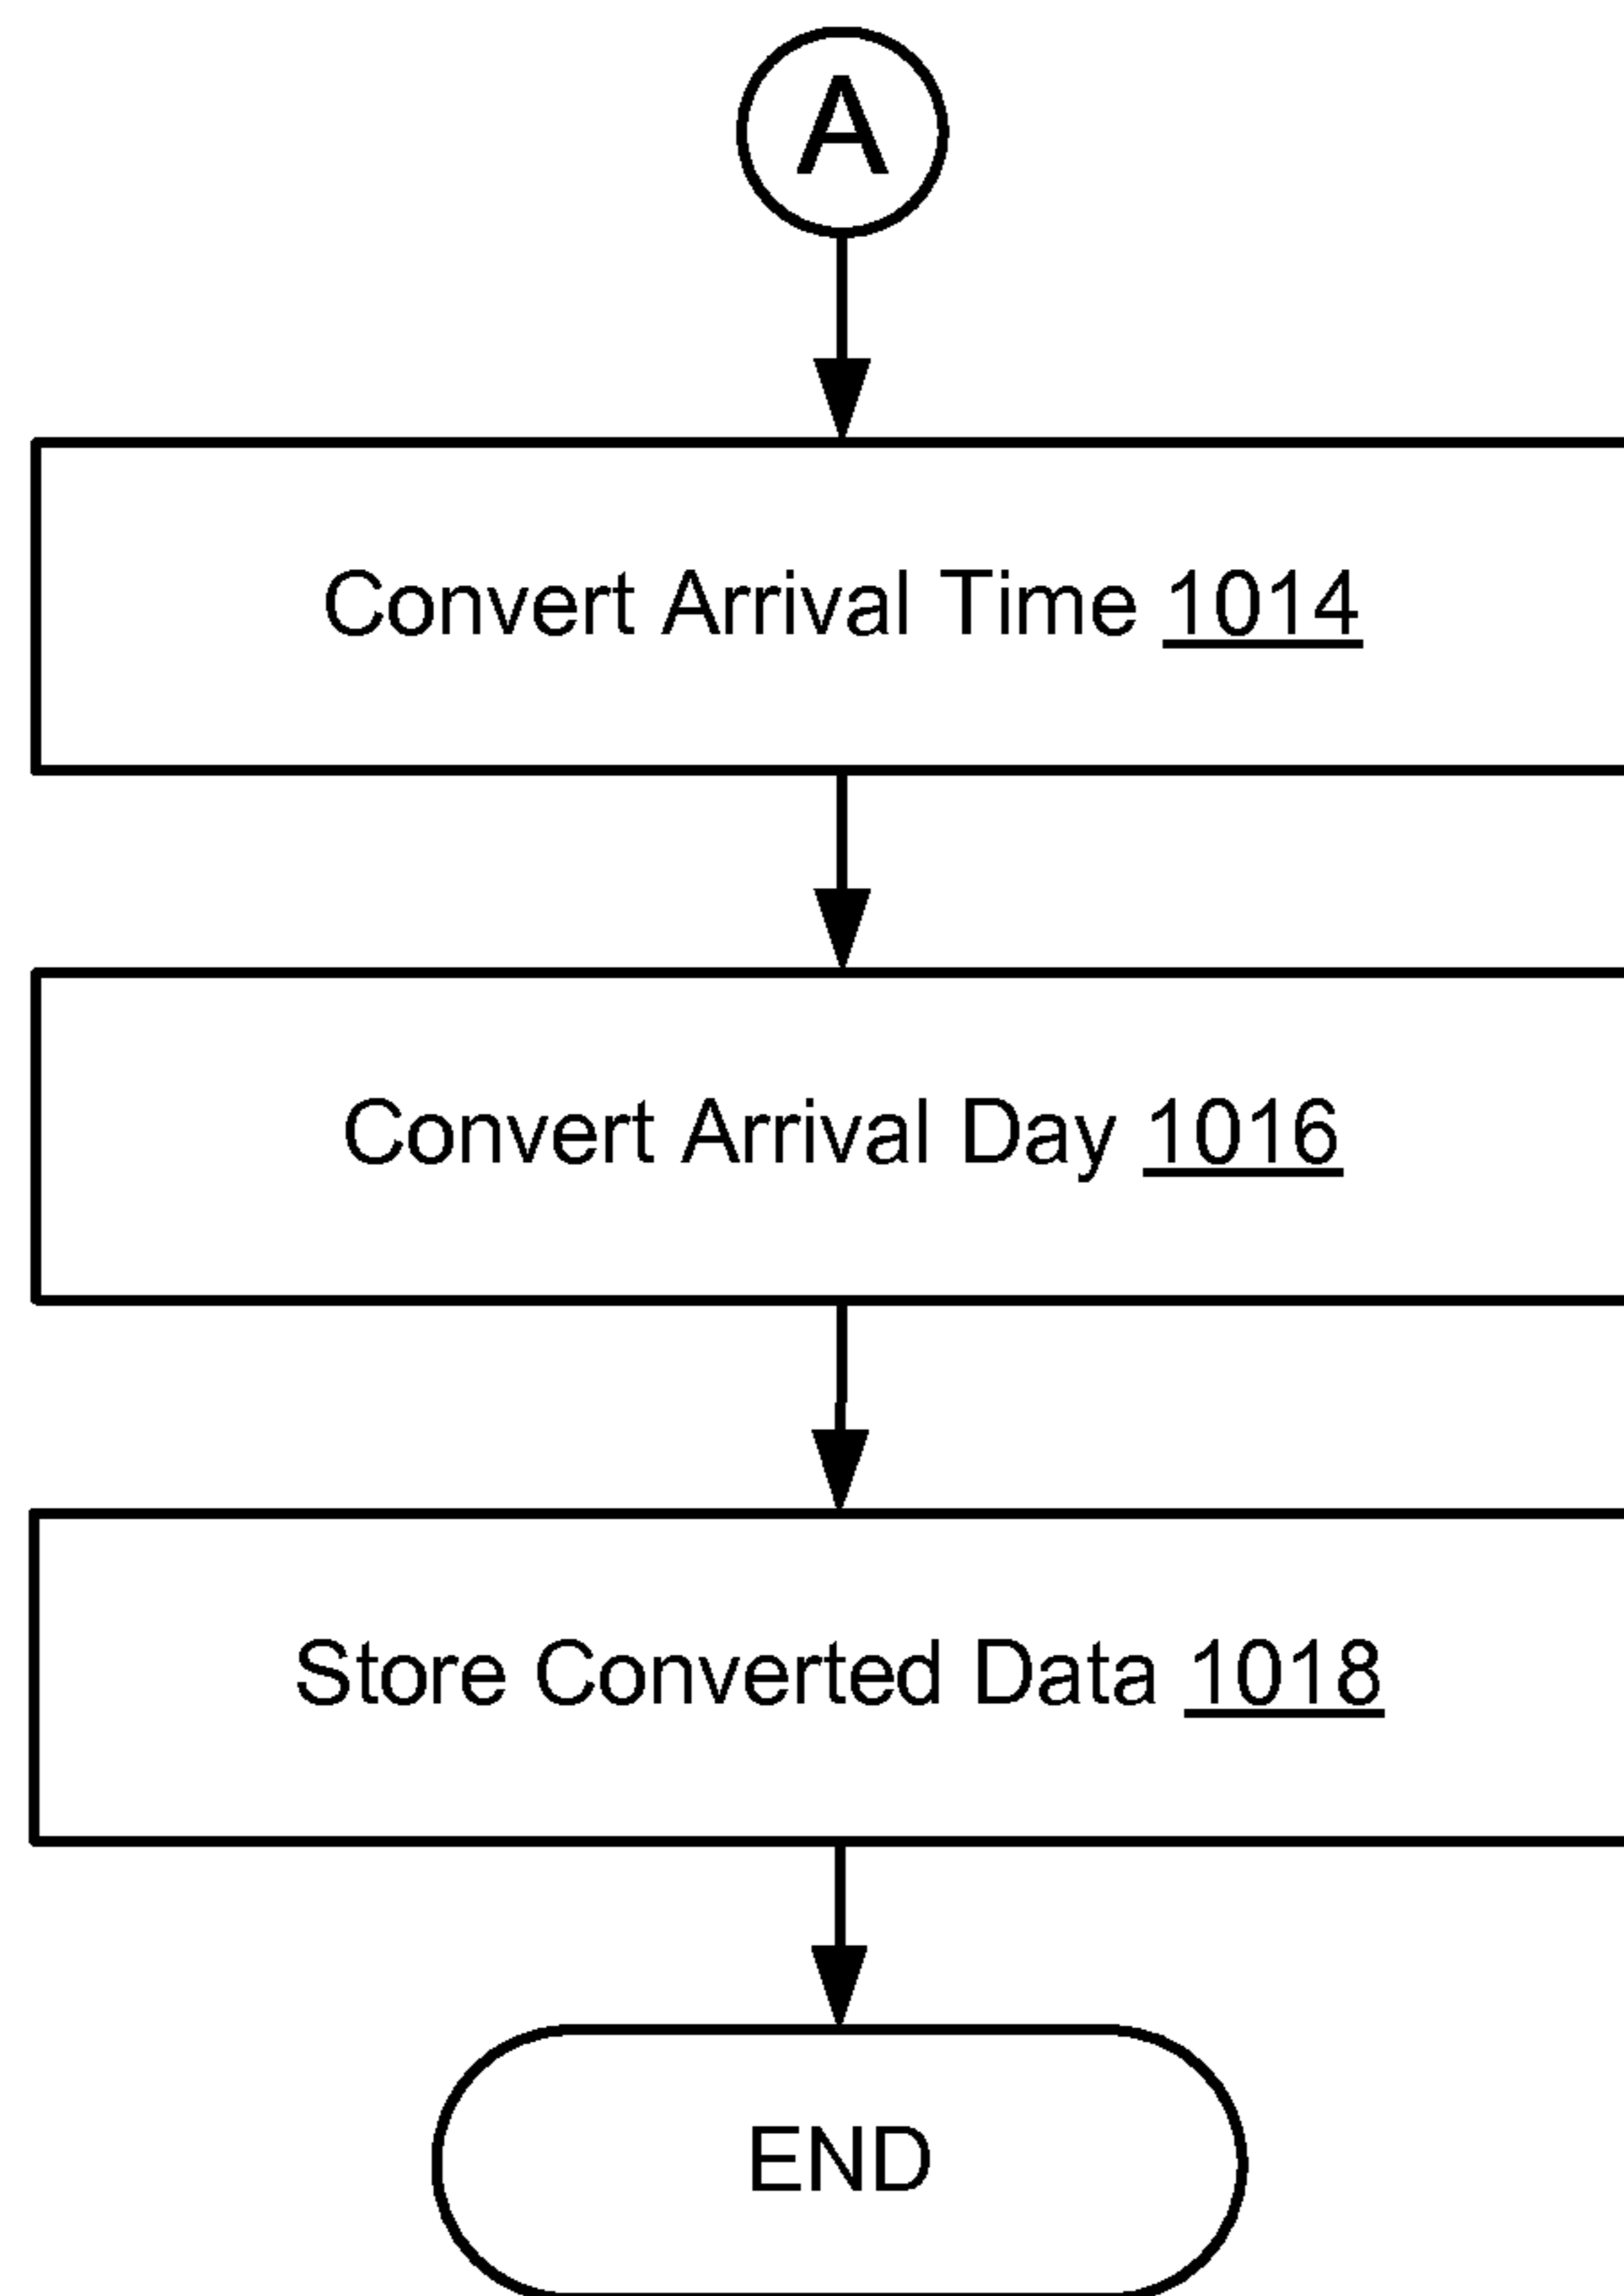 A
Convert Arrival Time 1014
Convert Arrival Day 1016
Store Converted Data 1018
END